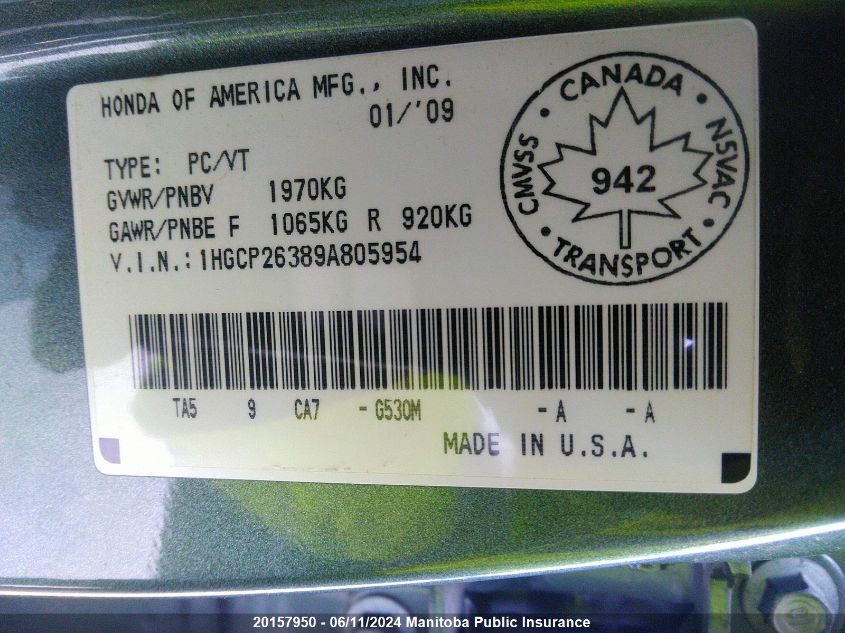 HONDA OF AMERICA MFG., INC.
01/'09
TYPE: PC/VT
GVWR/PNBV 1970KG
GAWR/PNBE F 1065KG R 920KG
V.I.N.: 1HGCP26389A805954
CANADA
CMVSS
942
NSVAC
TRANSPORT
TA5 9 CA7 - G530M - A - A
MADE IN U.S.A.
20157950 - 06/11/2024 Manitoba Public Insurance